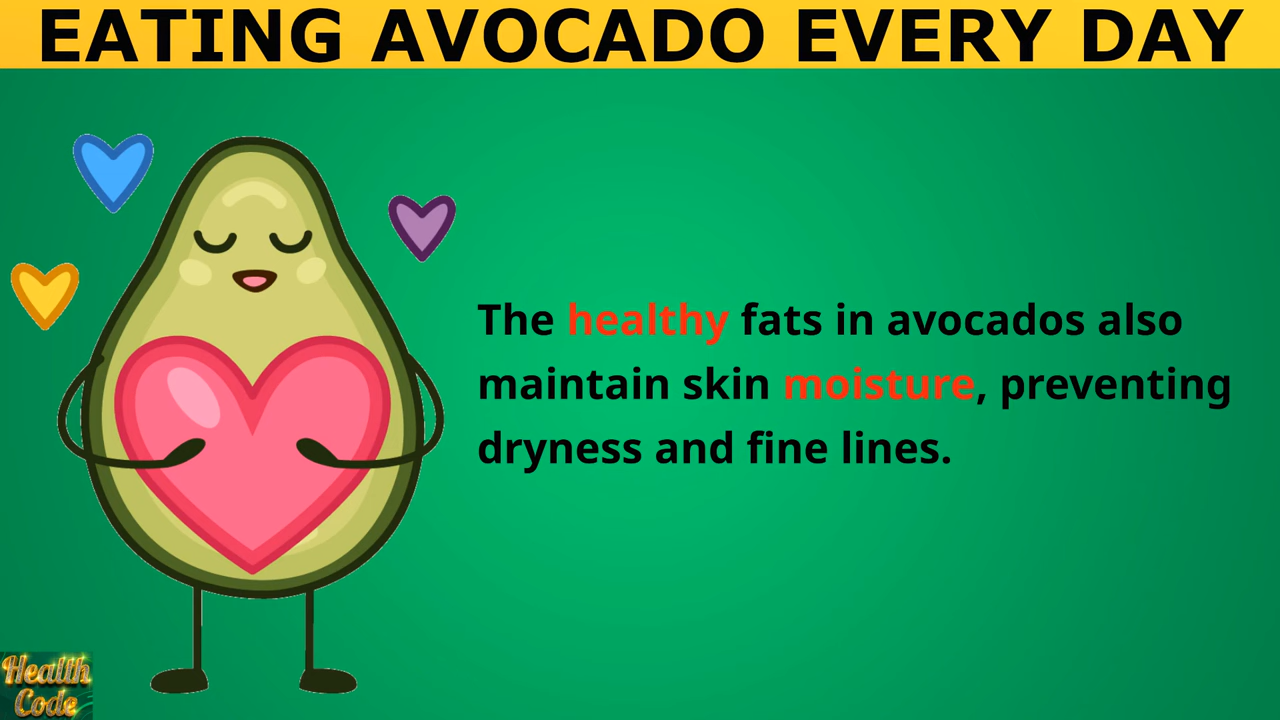 EATING AVOCADO EVERY DAY
The healthy fats in avocados also
maintain skin moisture, preventing
dryness and fine lines.
Health
Code